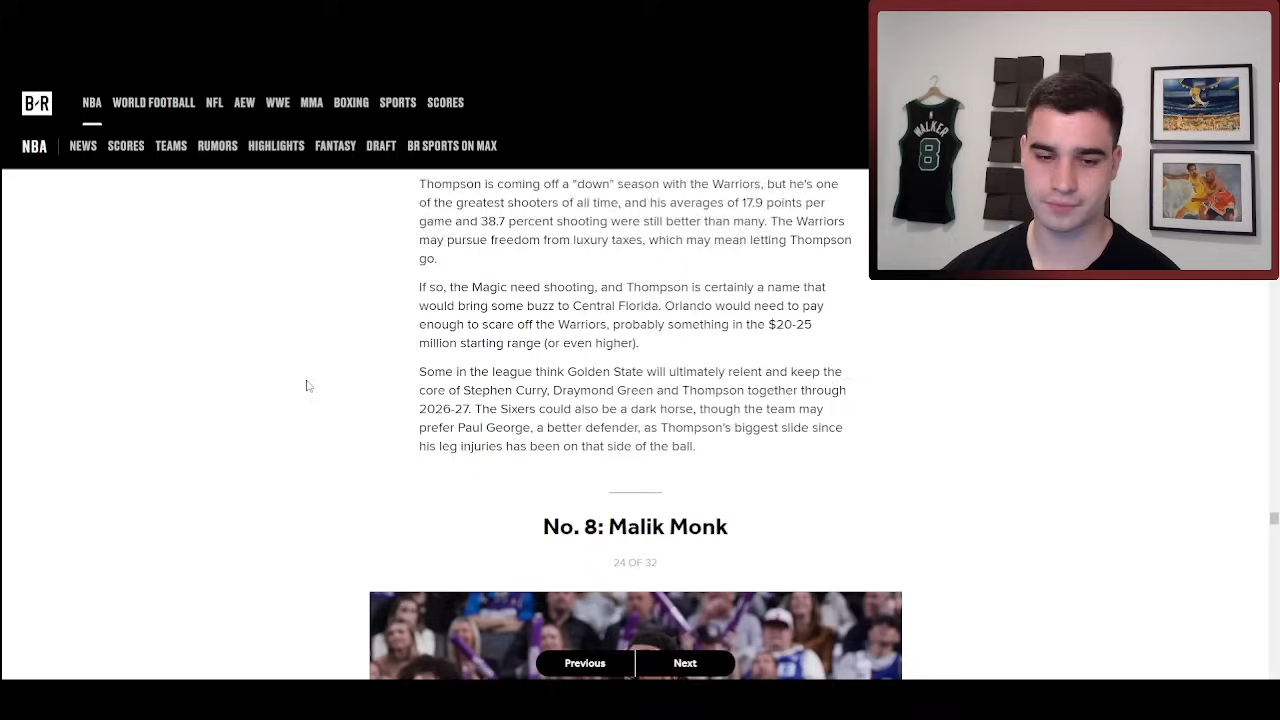 B/R NBA WORLD FOOTBALL NFL AEW WWE MMA BOXING SPORTS SCORES
NBA NEWS SCORES TEAMS RUMORS HIGHLIGHTS FANTASY DRAFT BR SPORTS ON MAX
WALKER
8
Thompson is coming off a "down" season with the Warriors, but he's one
of the greatest shooters of all time, and his averages of 17.9 points per
game and 38.7 percent shooting were still better than many. The Warriors
may pursue freedom from luxury taxes, which may mean letting Thompson
go.
If so, the Magic need shooting, and Thompson is certainly a name that
would bring some buzz to Central Florida. Orlando would need to pay
enough to scare off the Warriors, probably something in the $20-25
million starting range (or even higher).
Some in the league think Golden State will ultimately relent and keep the
core of Stephen Curry, Draymond Green and Thompson together through
2026-27. The Sixers could also be a dark horse, though the team may
prefer Paul George, a better defender, as Thompson's biggest slide since
his leg injuries has been on that side of the ball.
No. 8: Malik Monk
24 OF 32
Previous Next